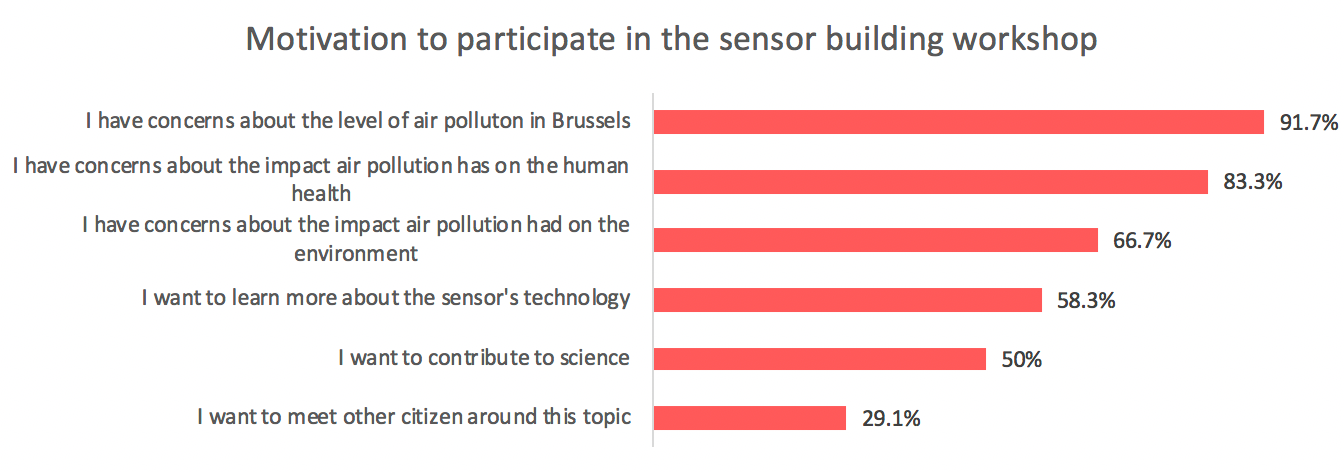 Motivation to participate in the sensor building workshop
I have concerns about the level of air polluton in Brussels
91.7%
I have concerns about the impact air pollution has on the human
health
83.3%
I have concerns about the impact air pollution had on the
environment
66.7%
I want to learn more about the sensor's technology
58.3%
I want to contribute to science
50%
I want to meet other citizen around this topic
29.1%